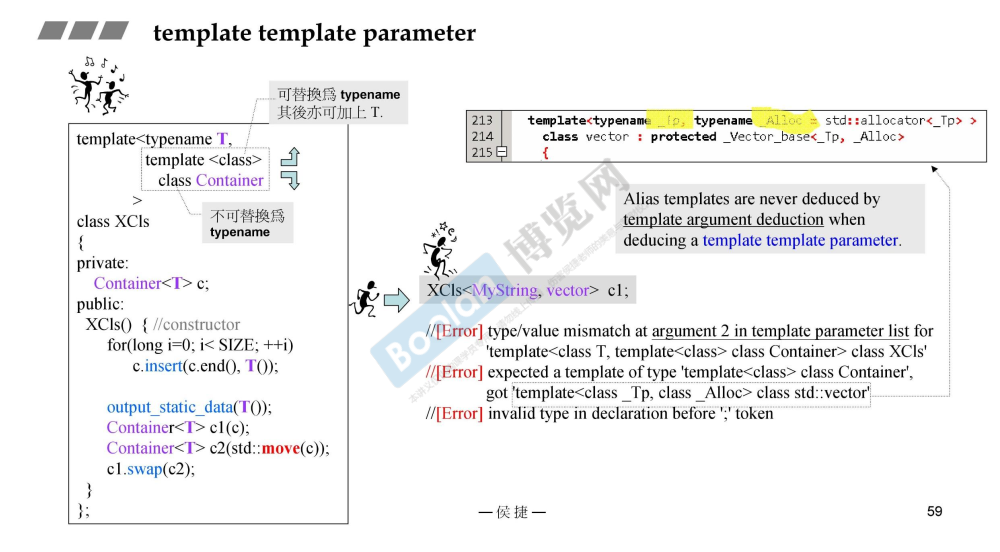 template template parameter
可替換為 typename
其後亦可加上 T.
template<typename T,
template <class>
class Container
>
class XCls
{
private:
Container<T> c;
public:
XCls() { //constructor
for(long i=0; i< SIZE; ++i)
c.insert(c.end(), T());
output_static_data(T());
Container<T> c1(c);
Container<T> c2(std::move(c));
c1.swap(c2);
}
};
不可替換為
typename
213 template<typename _Tp, typename _Alloc = std::allocator<_Tp> >
214 class vector : protected _Vector_base<_Tp, _Alloc>
215 {
Alias templates are never deduced by
template argument deduction when
deducing a template template parameter.
XCls<MyString, vector> c1;
//[Error] type/value mismatch at argument 2 in template parameter list for
'template<class T, template<class> class Container> class XCls'
//[Error] expected a template of type 'template<class> class Container',
got 'template<class _Tp, class _Alloc> class std::vector'
//[Error] invalid type in declaration before ';' token
Boolan 博览网
— 侯捷 —
59